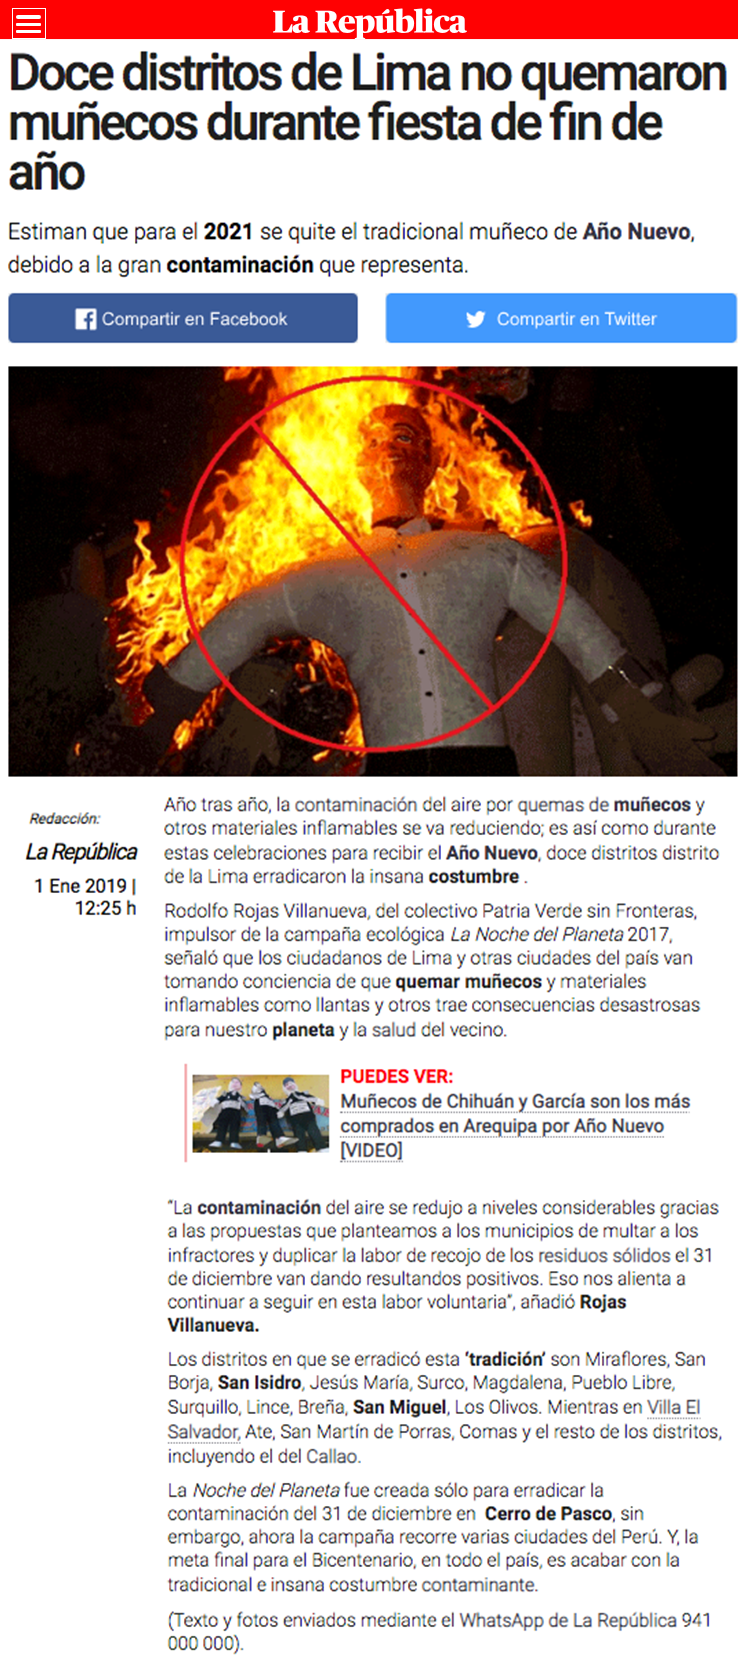 La República
Doce distritos de Lima no quemaron
muñecos durante fiesta de fin de
año
Estiman que para el 2021 se quite el tradicional muñeco de Año Nuevo,
debido a la gran contaminación que representa.
Compartir en Facebook
Compartir en Twitter
Redacción:
La República
1 Ene 2019 |
12:25 h
Año tras año, la contaminación del aire por quemas de muñecos y
otros materiales inflamables se va reduciendo; es así como durante
estas celebraciones para recibir el Año Nuevo, doce distritos distrito
de la Lima erradicaron la insana costumbre .
Rodolfo Rojas Villanueva, del colectivo Patria Verde sin Fronteras,
impulsor de la campaña ecológica La Noche del Planeta 2017,
señaló que los ciudadanos de Lima y otras ciudades del país van
tomando conciencia de que quemar muñecos y materiales
inflamables como llantas y otros trae consecuencias desastrosas
para nuestro planeta y la salud del vecino.
PUEDES VER:
Muñecos de Chihuán y García son los más
comprados en Arequipa por Año Nuevo
[VIDEO]
“La contaminación del aire se redujo a niveles considerables gracias
a las propuestas que planteamos a los municipios de multar a los
infractores y duplicar la labor de recojo de los residuos sólidos el 31
de diciembre van dando resultandos positivos. Eso nos alienta a
continuar a seguir en esta labor voluntaria”, añadió Rojas
Villanueva.
Los distritos en que se erradicó esta ‘tradición’ son Miraflores, San
Borja, San Isidro, Jesús María, Surco, Magdalena, Pueblo Libre,
Surquillo, Lince, Breña, San Miguel, Los Olivos. Mientras en Villa El
Salvador, Ate, San Martín de Porras, Comas y el resto de los distritos,
incluyendo el del Callao.
La Noche del Planeta fue creada sólo para erradicar la
contaminación del 31 de diciembre en Cerro de Pasco, sin
embargo, ahora la campaña recorre varias ciudades del Perú. Y, la
meta final para el Bicentenario, en todo el país, es acabar con la
tradicional e insana costumbre contaminante.
(Texto y fotos enviados mediante el WhatsApp de La República 941
000 000).